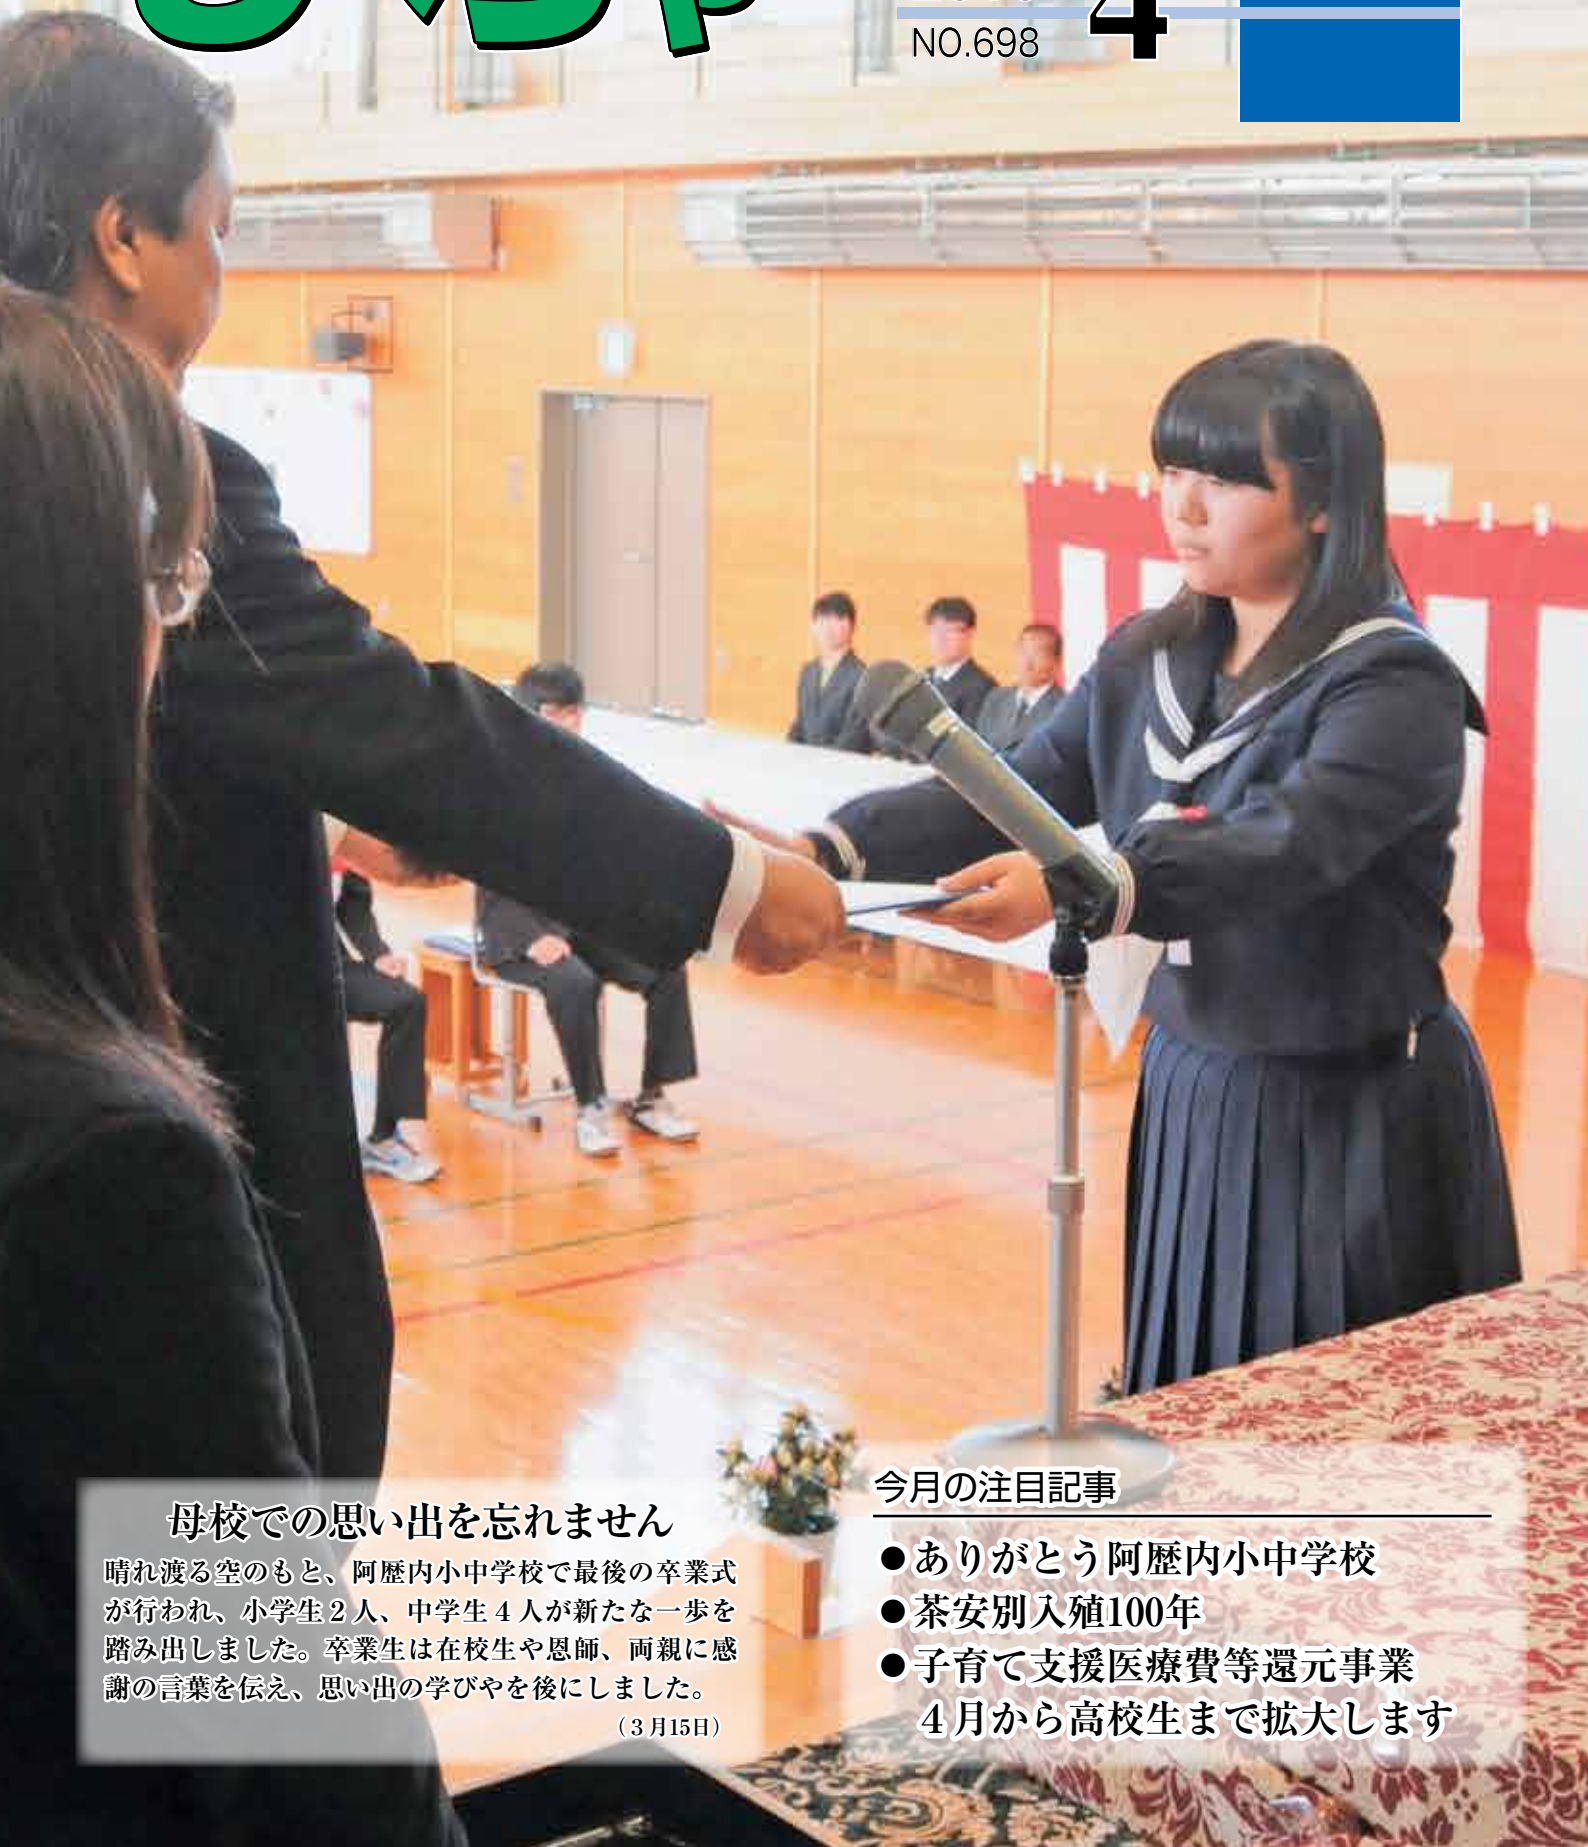 NO.698
4
母校での思い出を忘れません
晴れ渡る空のもと、阿歴内小中学校で最後の卒業式
が行われ、小学生２人、中学生４人が新たな一歩を
踏み出しました。卒業生は在校生や恩師、両親に感
謝の言葉を伝え、思い出の学びやを後にしました。
（３月15日）
今月の注目記事
●ありがとう阿歴内小中学校
●茶安別入殖100年
●子育て支援医療費等還元事業
４月から高校生まで拡大します